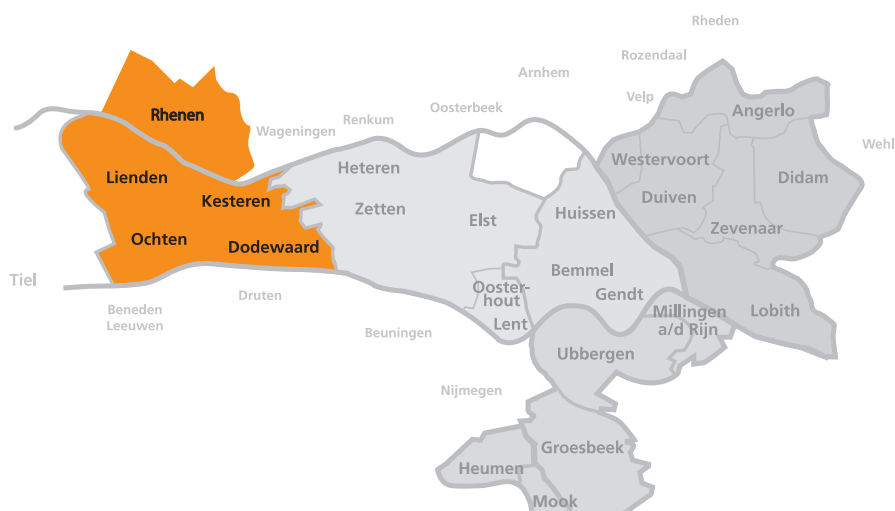 Rheden
Rozendaal
Arnhem
Velp
Oosterbeek
Angerlo
Rhenen
Renkum
Wageningen
Wehl
Westervoort
Heteren
Lienden
Didam
Duiven
Kesteren
Zetten
Huissen
Elst
Zevenaar
Ochten
Dodewaard
Bemmel
Tiel
Ooster-
hout
Gendt
Druten
Beneden
Leeuwen
Millingen
a/d Rijn
Lobith
Lent
Beuningen
Ubbergen
Nijmegen
Groesbeek
Heumen
Mook